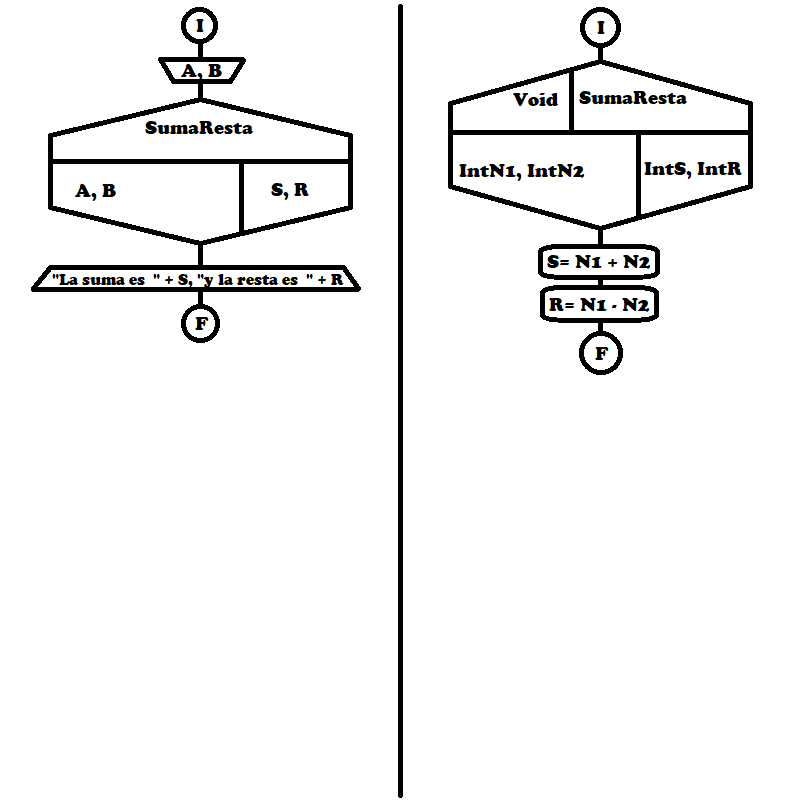 I
A, B
SumaResta
A, B
S, R
"La suma es " + S, "y la resta es " + R
F
I
Void
SumaResta
IntN1, IntN2
IntS, IntR
S= N1 + N2
R= N1 - N2
F